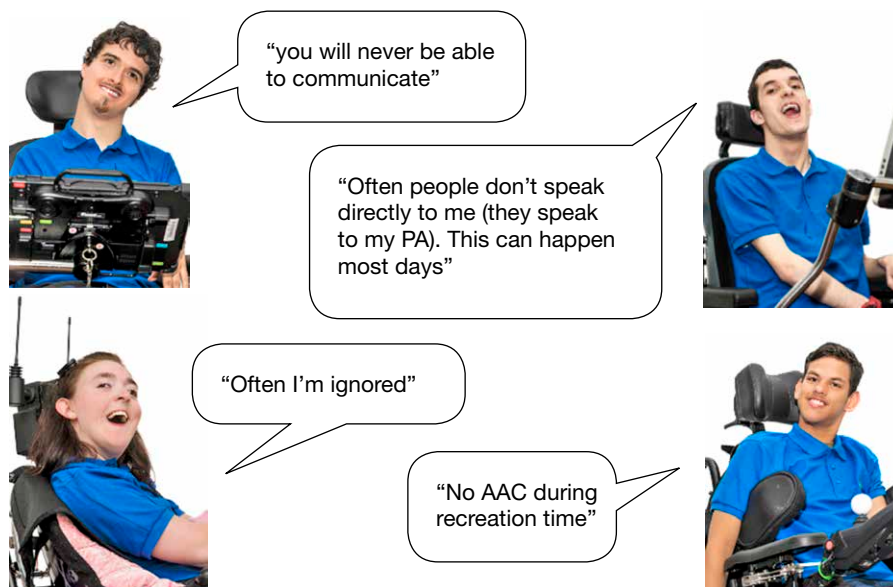 “you will never be able
to communicate”
“Often people don’t speak
directly to me (they speak
to my PA). This can happen
most days”
“Often I’m ignored”
“No AAC during
recreation time”